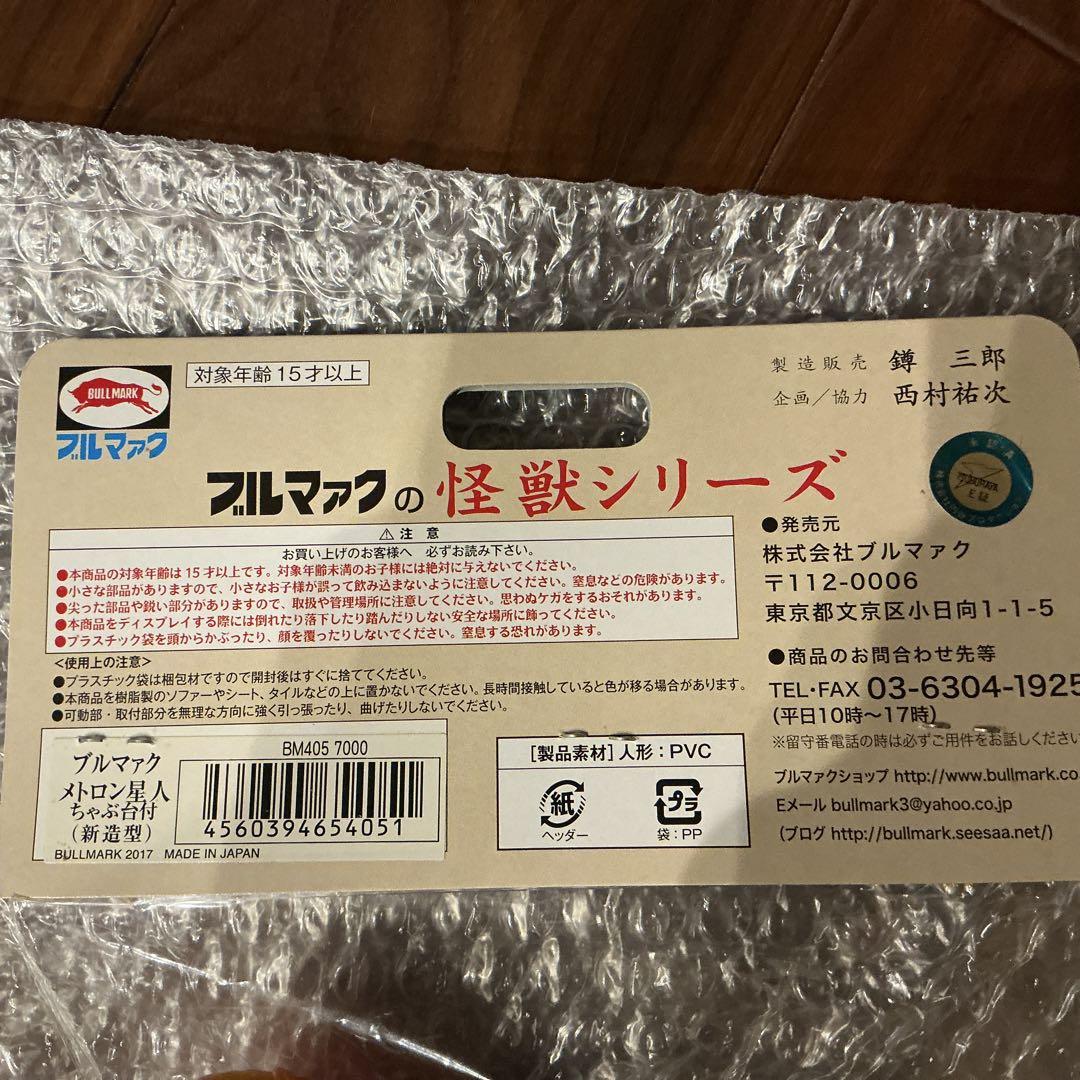 BULLMARK
ブルマァク
対象年齢15才以上
製造販売 鐏 三郎
企画/協力 西村祐次
ブルマァクの怪獣シリーズ
⚠注 意
お買い上げのお客様へ 必ずお読み下さい。
●本商品の対象年齢は15才以上です。対象年齢未満のお子様には絶対に与えないでください。
●小さな部品がありますので、小さなお子様が誤って飲み込まないように注意してください。窒息などの危険があります。
●尖った部品や鋭い部分がありますので、取扱や管理場所に注意してください。思わぬケガをするおそれがあります。
●本商品をディスプレイする際には倒れたり落下したり踏んだりしない安全な場所に飾ってください。
●プラスチック袋を頭からかぶったり、顔を覆ったりしないでください。窒息する恐れがあります。
<使用上の注意>
●プラスチック袋は梱包材ですので開封後はすぐに捨ててください。
●本商品を樹脂製のソファーやシート、タイルなどの上に置かないでください。長時間接触していると色が移る場合があります。
●可動部・取付部分を無理な方向に強く引っ張ったり、曲げたりしないでください。
●発売元
株式会社ブルマァク
〒112-0006
東京都文京区小日向1-1-5
●商品のお問合わせ先等
TEL・FAX 03-6304-1925
(平日10時〜17時)
※留守番電話の時は必ずご用件をお話しくださ
ブルマァクショップ http://www.bullmark.co
Eメール bullmark3@yahoo.co.jp
(ブログ http://bullmark.seesaa.net/)
ブルマァク
メトロン星人
ちゃぶ台付
(新造型)
BM405 7000
4560394654051
BULLMARK 2017 MADE IN JAPAN
[製品素材]人形:PVC
紙
ヘッダー
プラ
袋:PP